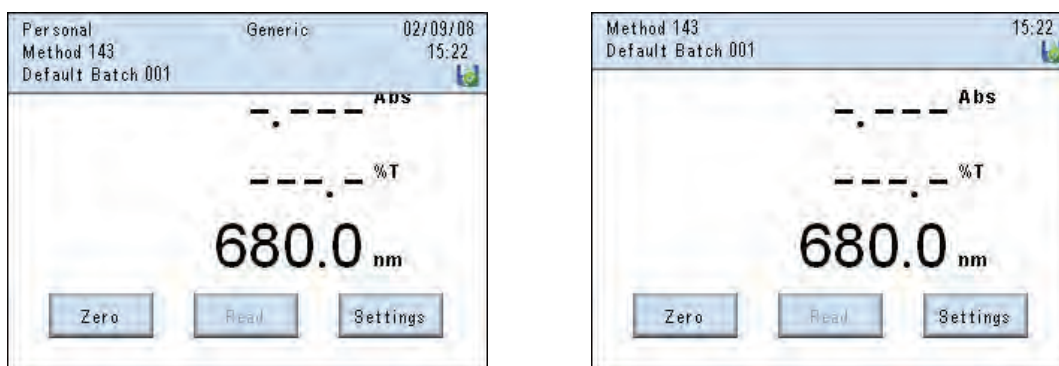 Personal Generic 02/09/08
Method 143 15:22
Default Batch 001
-.--- Abs
---.- %T
680.0 nm
Zero Read Settings
Method 143 15:22
Default Batch 001
-.--- Abs
---.- %T
680.0 nm
Zero Read Settings